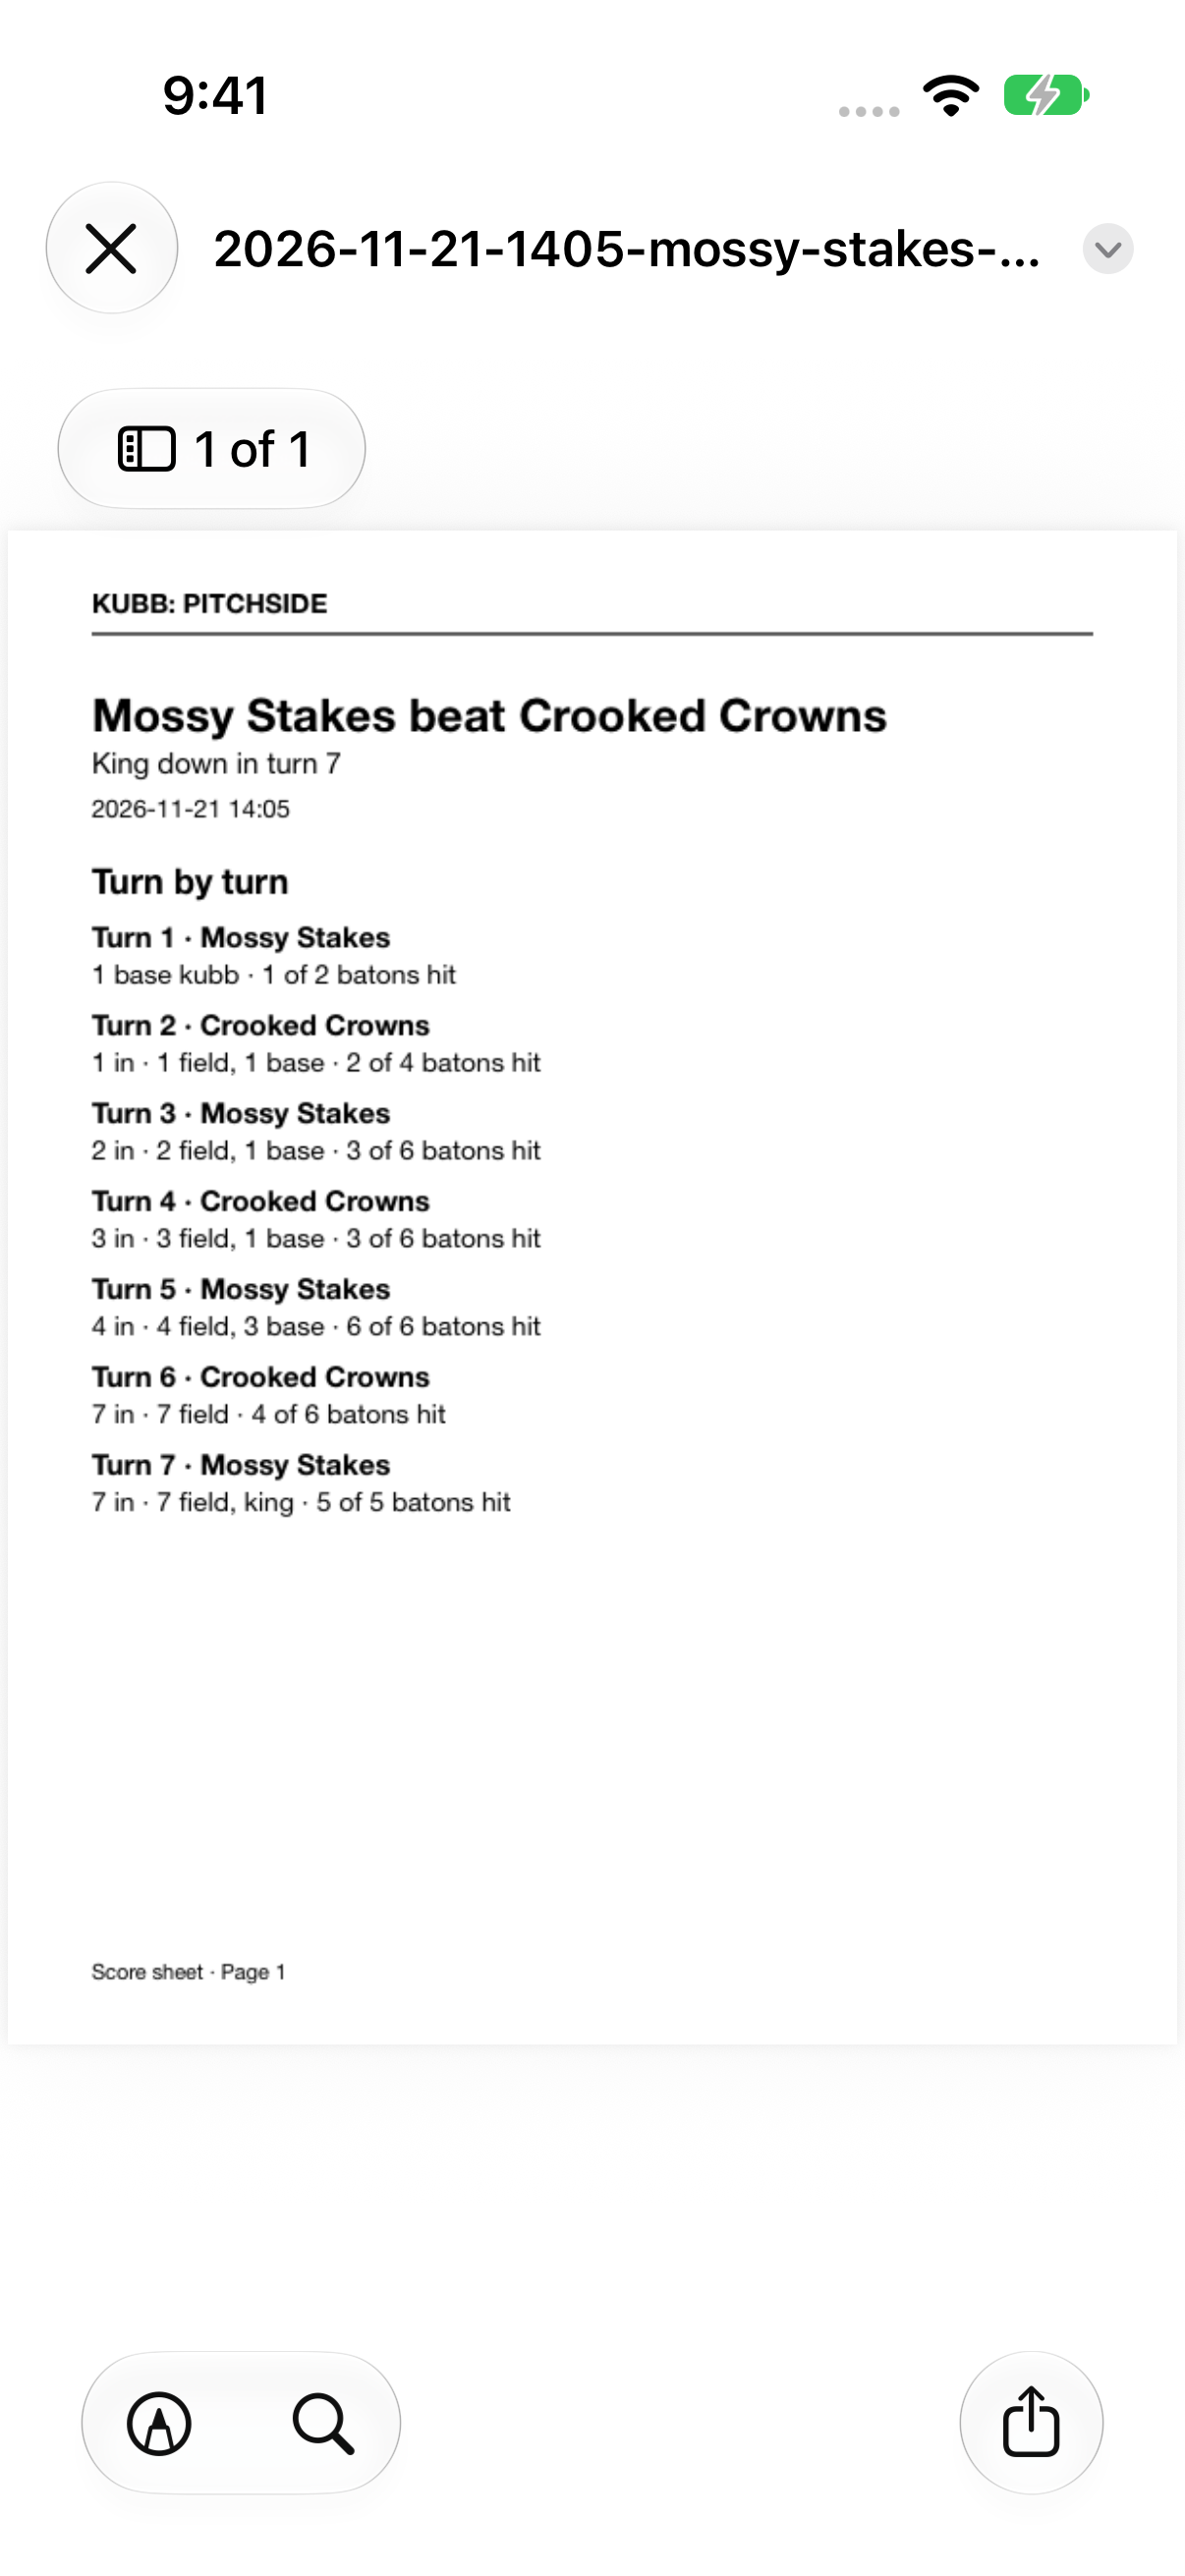 9:41
2026-11-21-1405-mossy-stakes-...
1 of 1
KUBB: PITCHSIDE
Mossy Stakes beat Crooked Crowns
King down in turn 7
2026-11-21 14:05
Turn by turn
Turn 1 · Mossy Stakes
1 base kubb · 1 of 2 batons hit
Turn 2 · Crooked Crowns
1 in · 1 field, 1 base · 2 of 4 batons hit
Turn 3 · Mossy Stakes
2 in · 2 field, 1 base · 3 of 6 batons hit
Turn 4 · Crooked Crowns
3 in · 3 field, 1 base · 3 of 6 batons hit
Turn 5 · Mossy Stakes
4 in · 4 field, 3 base · 6 of 6 batons hit
Turn 6 · Crooked Crowns
7 in · 7 field · 4 of 6 batons hit
Turn 7 · Mossy Stakes
7 in · 7 field, king · 5 of 5 batons hit
Score sheet · Page 1